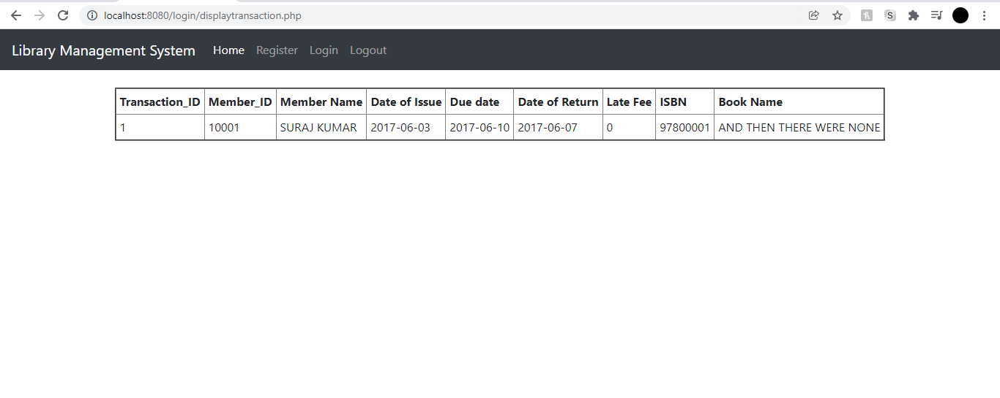 localhost:8080/login/displaytransaction.php
Library Management System Home Register Login Logout
Transaction_ID Member_ID Member Name Date of Issue Due date Date of Return Late Fee ISBN Book Name
1 10001 SURAJ KUMAR 2017-06-03 2017-06-10 2017-06-07 0 97800001 AND THEN THERE WERE NONE